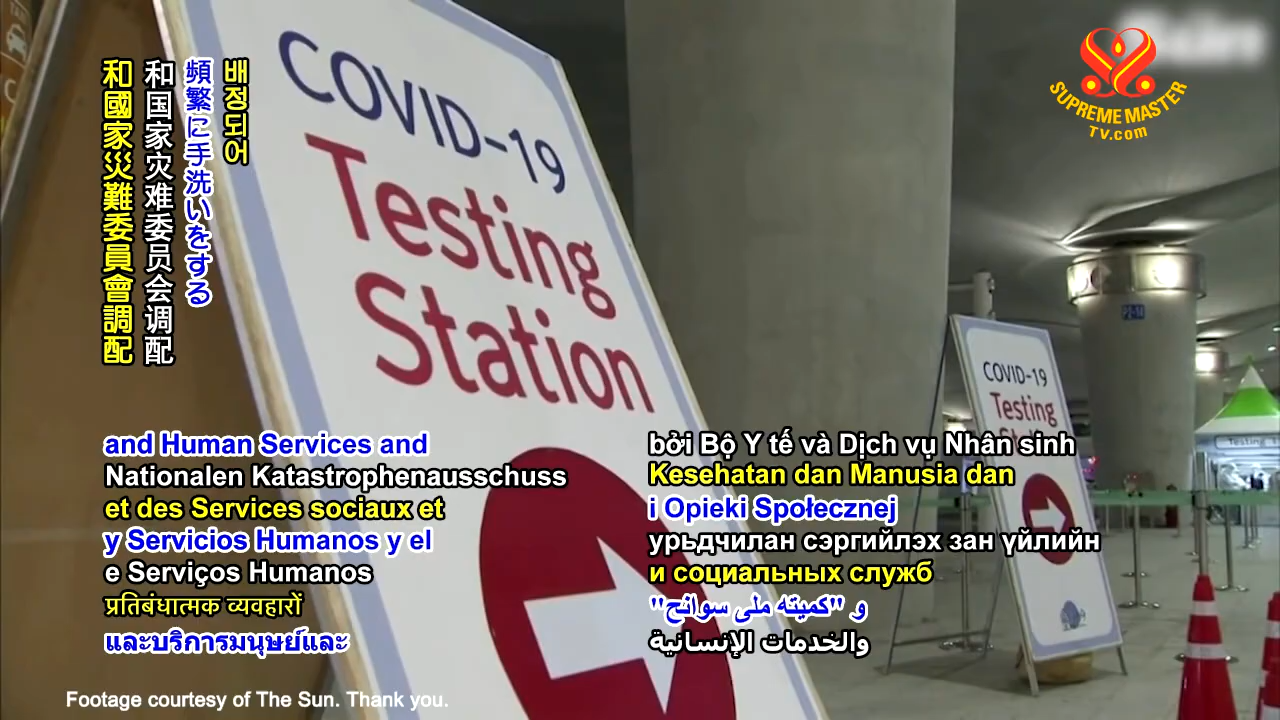 COVID-19
Testing
Station
COVID-19
Testing
P2-M
Testing
SUPREME MASTER
TV.com
배정되어
頻繁に手洗いをする
和国家灾难委员会调配
和國家災難委員會調配
and Human Services and
Nationalen Katastrophenausschuss
et des Services sociaux et
y Servicios Humanos y el
e Serviços Humanos
प्रतिबंधात्मक व्यवहारों
และบริการมนุษย์และ
bởi Bộ Y tế và Dịch vụ Nhân sinh
Kesehatan dan Manusia dan
i Opieki Społecznej
урьдчилан сэргийлэх зан үйлийн
и социальных служб
و "کمیته ملی سوانح"
والخدمات الإنسانية
Footage courtesy of The Sun. Thank you.